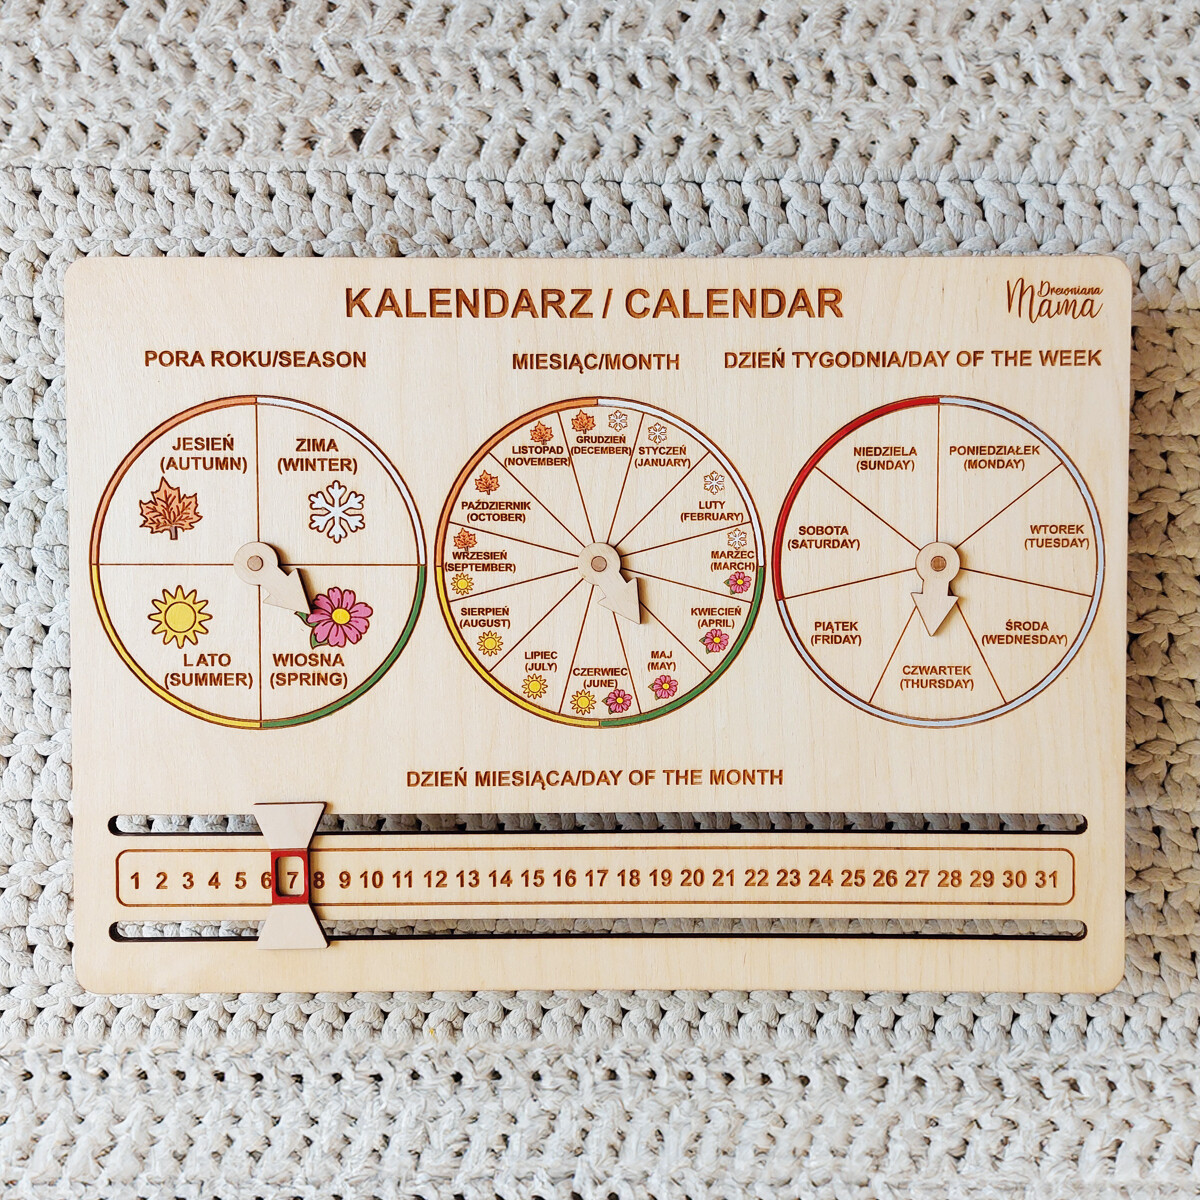 KALENDARZ / CALENDAR
Drewniana
Mama
PORA ROKU/SEASON
MIESIĄC/MONTH
DZIEŃ TYGODNIA/DAY OF THE WEEK
JESIEŃ
(AUTUMN)
ZIMA
(WINTER)
LATO
(SUMMER)
WIOSNA
(SPRING)
GRUDZIEŃ
(DECEMBER)
STYCZEŃ
(JANUARY)
LUTY
(FEBRUARY)
MARZEC
(MARCH)
KWIECIEŃ
(APRIL)
MAJ
(MAY)
CZERWIEC
(JUNE)
LIPIEC
(JULY)
SIERPIEŃ
(AUGUST)
WRZESIEŃ
(SEPTEMBER)
PAŹDZIERNIK
(OCTOBER)
LISTOPAD
(NOVEMBER)
NIEDZIELA
(SUNDAY)
PONIEDZIAŁEK
(MONDAY)
WTOREK
(TUESDAY)
ŚRODA
(WEDNESDAY)
CZWARTEK
(THURSDAY)
PIĄTEK
(FRIDAY)
SOBOTA
(SATURDAY)
DZIEŃ MIESIĄCA/DAY OF THE MONTH
1 2 3 4 5 6 7 8 9 10 11 12 13 14 15 16 17 18 19 20 21 22 23 24 25 26 27 28 29 30 31